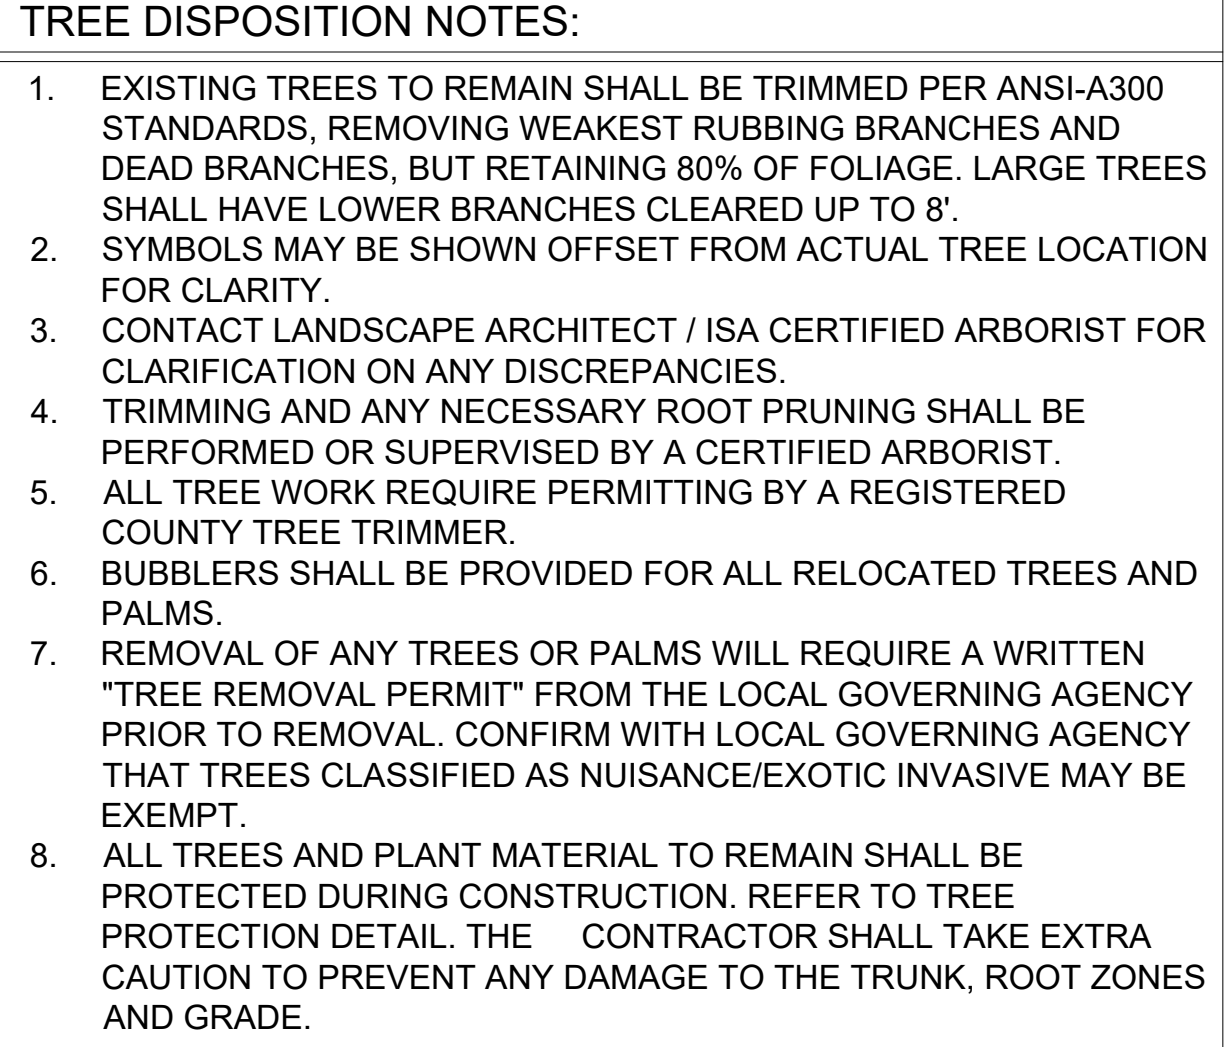 TREE DISPOSITION NOTES:
1. EXISTING TREES TO REMAIN SHALL BE TRIMMED PER ANSI-A300
STANDARDS, REMOVING WEAKEST RUBBING BRANCHES AND
DEAD BRANCHES, BUT RETAINING 80% OF FOLIAGE. LARGE TREES
SHALL HAVE LOWER BRANCHES CLEARED UP TO 8'.
2. SYMBOLS MAY BE SHOWN OFFSET FROM ACTUAL TREE LOCATION
FOR CLARITY.
3. CONTACT LANDSCAPE ARCHITECT / ISA CERTIFIED ARBORIST FOR
CLARIFICATION ON ANY DISCREPANCIES.
4. TRIMMING AND ANY NECESSARY ROOT PRUNING SHALL BE
PERFORMED OR SUPERVISED BY A CERTIFIED ARBORIST.
5. ALL TREE WORK REQUIRE PERMITTING BY A REGISTERED
COUNTY TREE TRIMMER.
6. BUBBLERS SHALL BE PROVIDED FOR ALL RELOCATED TREES AND
PALMS.
7. REMOVAL OF ANY TREES OR PALMS WILL REQUIRE A WRITTEN
"TREE REMOVAL PERMIT" FROM THE LOCAL GOVERNING AGENCY
PRIOR TO REMOVAL. CONFIRM WITH LOCAL GOVERNING AGENCY
THAT TREES CLASSIFIED AS NUISANCE/EXOTIC INVASIVE MAY BE
EXEMPT.
8. ALL TREES AND PLANT MATERIAL TO REMAIN SHALL BE
PROTECTED DURING CONSTRUCTION. REFER TO TREE
PROTECTION DETAIL. THE CONTRACTOR SHALL TAKE EXTRA
CAUTION TO PREVENT ANY DAMAGE TO THE TRUNK, ROOT ZONES
AND GRADE.